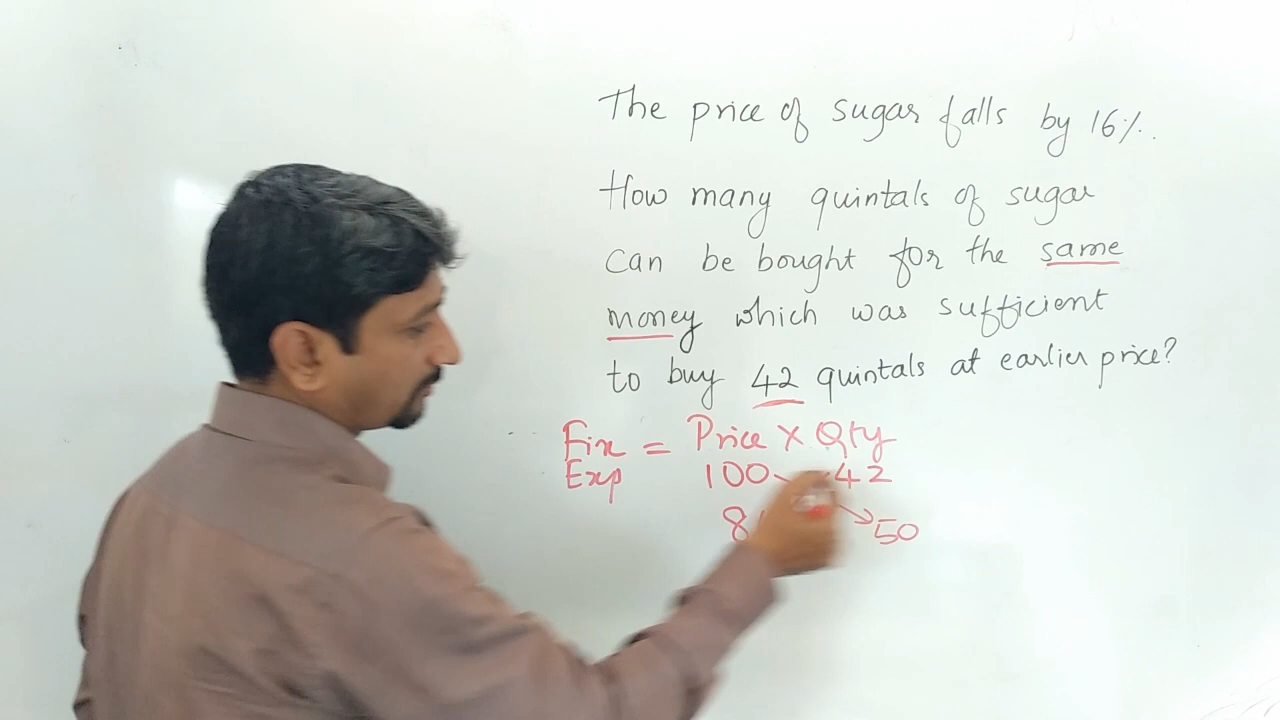 The price of sugar falls by 16%.
How many quintals of sugar
can be bought for the same
money which was sufficient
to buy 42 quintals at earlier price?
Fix = Price X Qty
Exp 100 42
8 50